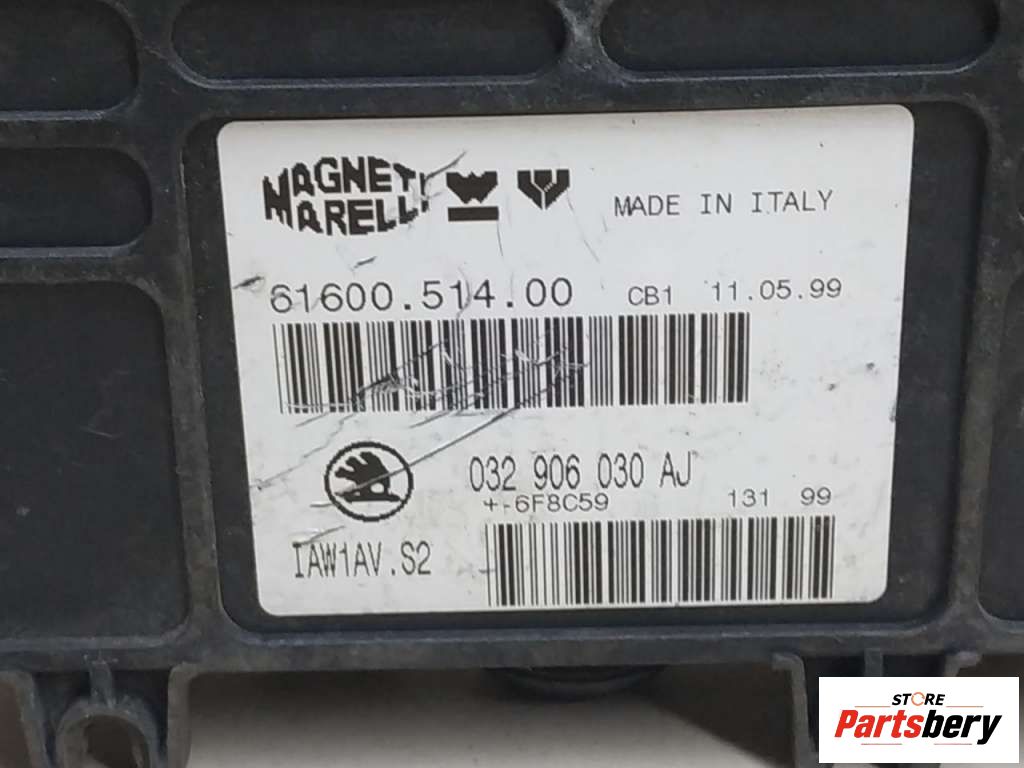 MAGNETI
MARELLI
MADE IN ITALY
61600.514.00 CB1 11.05.99
032 906 030 AJ
+-6F8C59 131 99
IAW1AV.S2
STORE
Partsbery